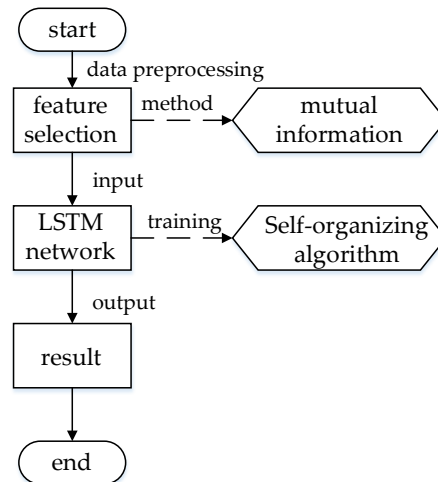 start
data preprocessing
feature
selection
method
mutual
information
input
LSTM
network
training
Self-organizing
algorithm
output
result
end